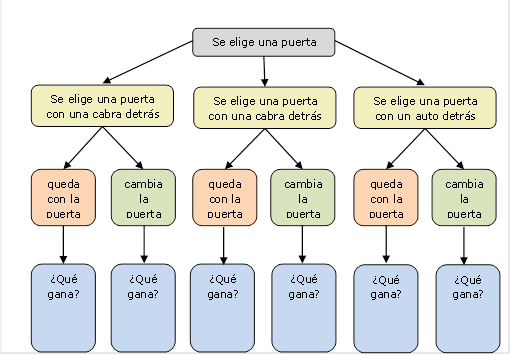 Se elige una puerta
Se elige una puerta
con una cabra detrás
Se elige una puerta
con una cabra detrás
Se elige una puerta
con un auto detrás
queda
con la
puerta
cambia
la
puerta
queda
con la
puerta
cambia
la
puerta
queda
con la
puerta
cambia
la
puerta
¿Qué
gana?
¿Qué
gana?
¿Qué
gana?
¿Qué
gana?
¿Qué
gana?
¿Qué
gana?